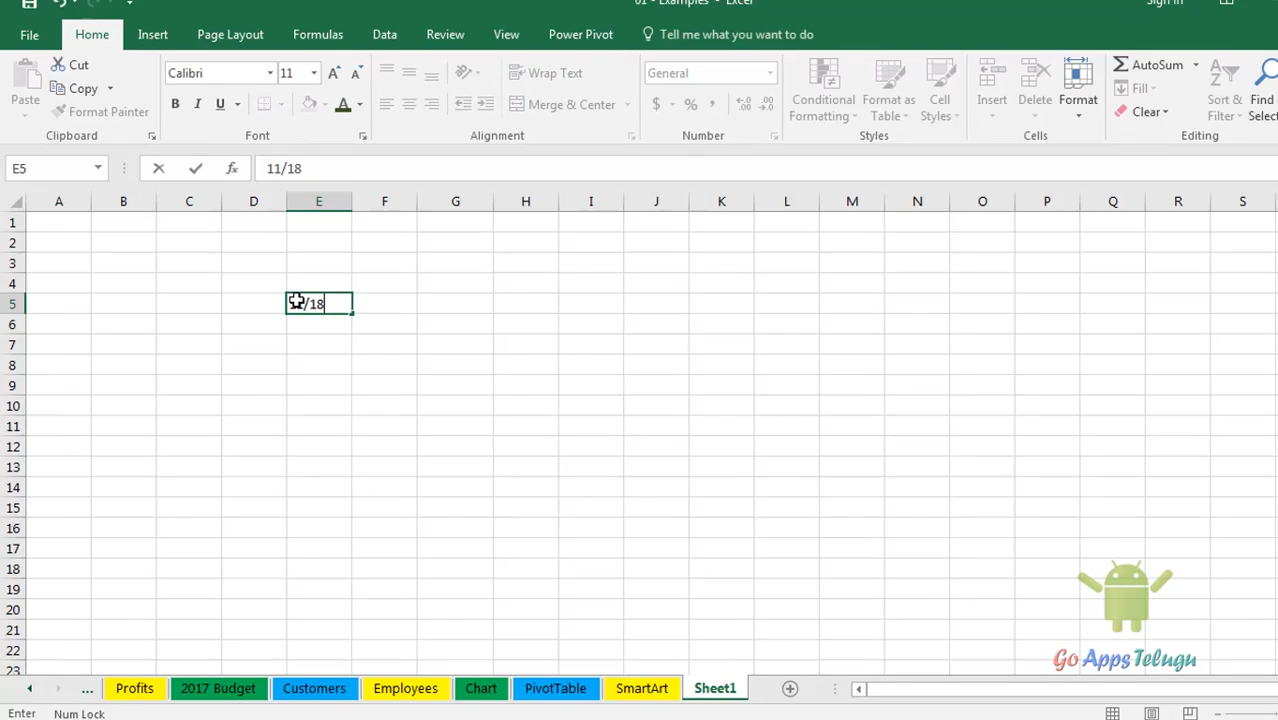 01 - Examples - Excel
Sign in
File Home Insert Page Layout Formulas Data Review View Power Pivot Tell me what you want to do
Paste
Cut
Copy
Format Painter
Clipboard
Calibri 11 A A
B I U A
Font
Wrap Text
Merge & Center
Alignment
General
$ % ,
Number
Conditional Formatting
Format as Table
Cell Styles
Styles
Insert
Delete
Format
Cells
AutoSum
Fill
Clear
Sort & Filter
Find
Select
Editing
E5 fx 11/18
A B C D E F G H I J K L M N O P Q R S
1
2
3
4
5 /18
6
7
8
9
10
11
12
13
14
15
16
17
18
19
20
21
22
23
Go Apps Telugu
... Profits 2017 Budget Customers Employees Chart PivotTable SmartArt Sheet1
Enter Num Lock